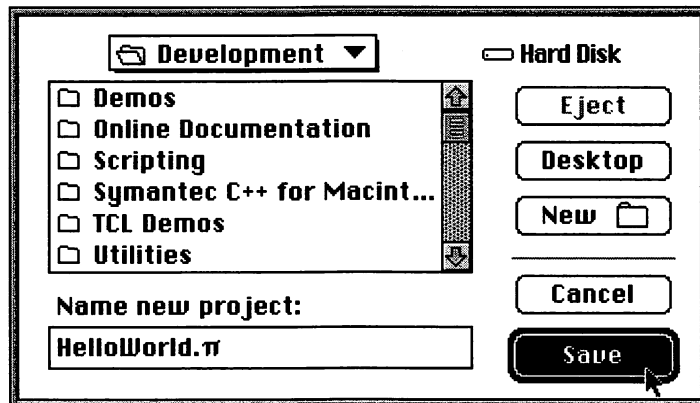 Development
Hard Disk
Demos
Online Documentation
Scripting
Symantec C++ for Macint...
TCL Demos
Utilities
Eject
Desktop
New
Cancel
Save
Name new project:
HelloWorld.π